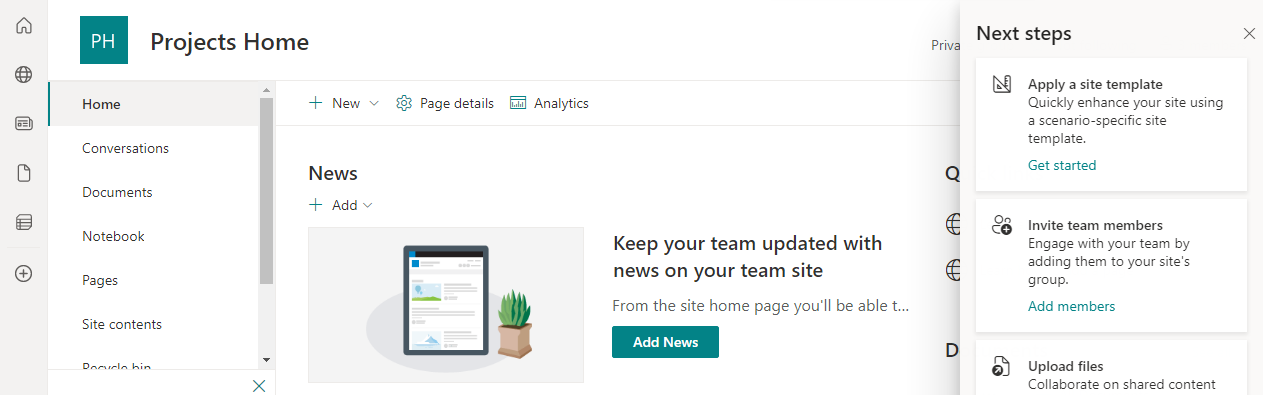 PH
Projects Home
Home
Conversations
Documents
Notebook
Pages
Site contents
Recycle bin
New
Page details
Analytics
News
Add
Keep your team updated with
news on your team site
From the site home page you'll be able t...
Add News
Next steps
Apply a site template
Quickly enhance your site using
a scenario-specific site
template.
Get started
Invite team members
Engage with your team by
adding them to your site's
group.
Add members
Upload files
Collaborate on shared content